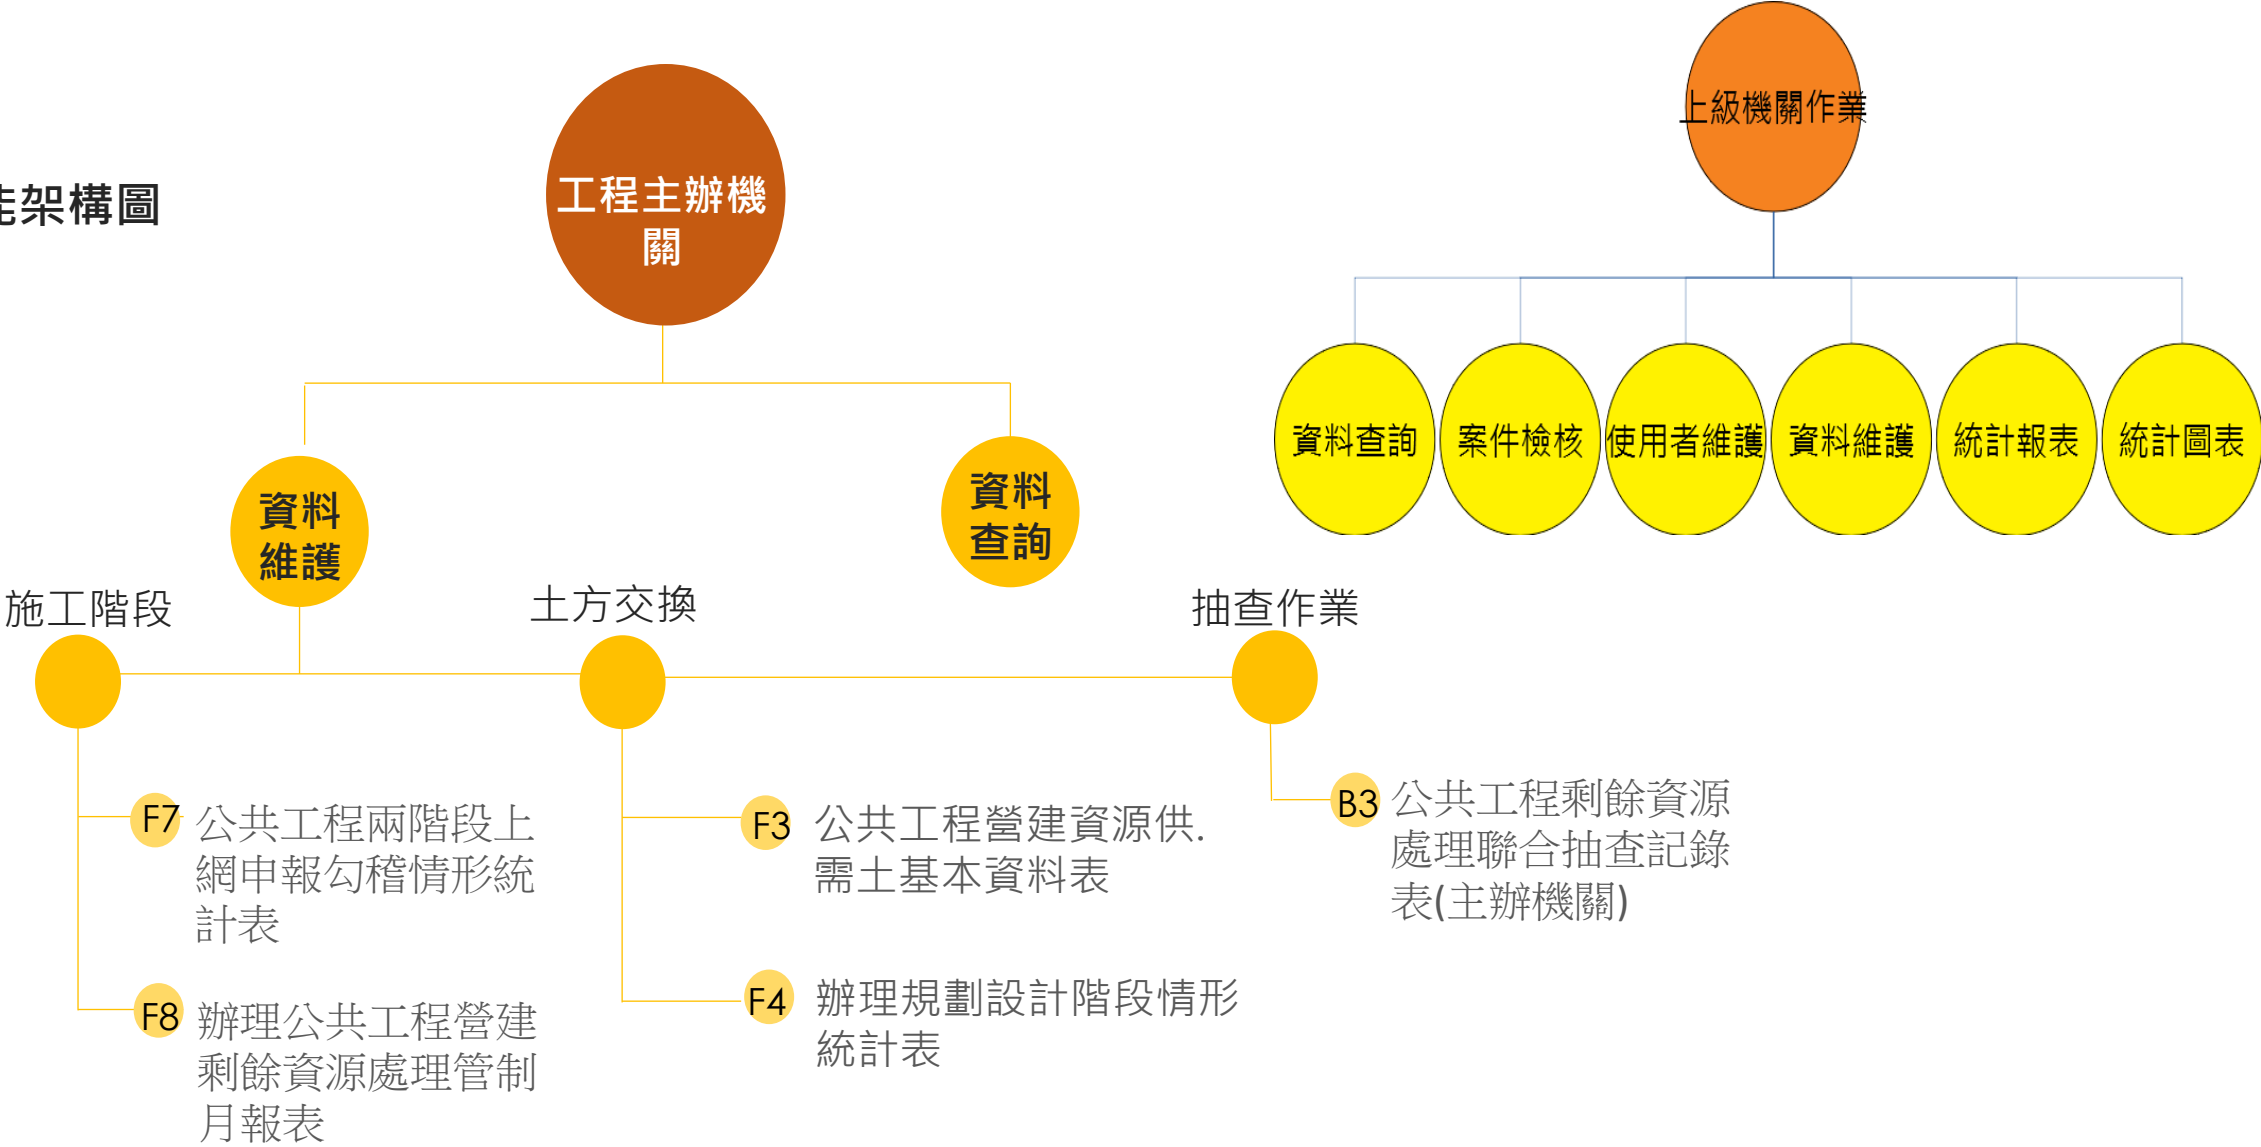 能架構圖
工程主辦機
關
上級機關作業
資料查詢
案件檢核
使用者維護
資料維護
統計報表
統計圖表
資料
維護
資料
查詢
施工階段
土方交換
抽查作業
F7
公共工程兩階段上
網申報勾稽情形統
計表
F8
辦理公共工程營建
剩餘資源處理管制
月報表
F3
公共工程營建資源供.
需土基本資料表
F4
辦理規劃設計階段情形
統計表
B3
公共工程剩餘資源
處理聯合抽查記錄
表(主辦機關)